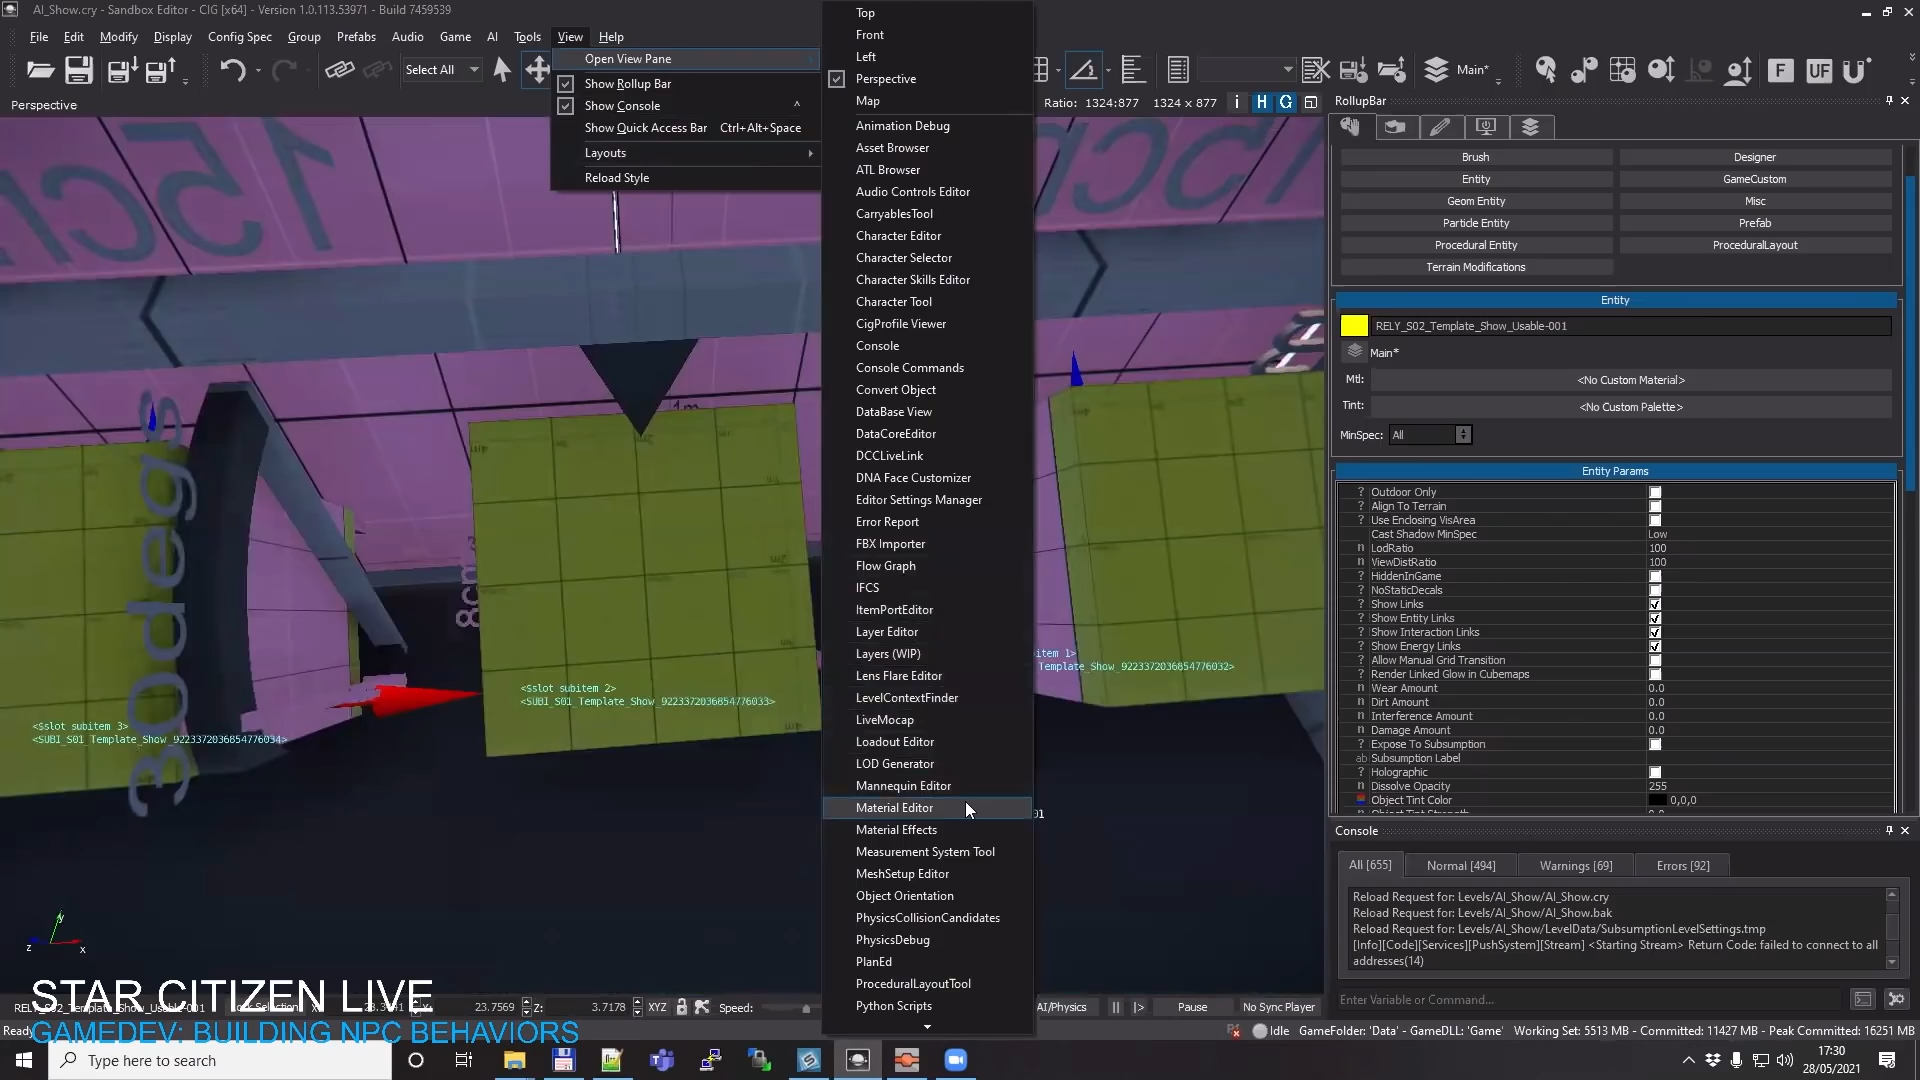 AI_Show.cry - Sandbox Editor - CIG [x64] - Version 1.0.113.53971 - Build 7459539
File Edit Modify Display Config Spec Group Prefabs Audio Game AI Tools View Help
Select All
Main*
F UF
Perspective
Ratio: 1324:877 1324 x 877 i H G
Open View Pane
Show Rollup Bar
Show Console ^
Show Quick Access Bar Ctrl+Alt+Space
Layouts
Reload Style
Top
Front
Left
Perspective
Map
Animation Debug
Asset Browser
ATL Browser
Audio Controls Editor
CarryablesTool
Character Editor
Character Selector
Character Skills Editor
Character Tool
CigProfile Viewer
Console
Console Commands
Convert Object
DataBase View
DataCoreEditor
DCCLiveLink
DNA Face Customizer
Editor Settings Manager
Error Report
FBX Importer
Flow Graph
IFCS
ItemPortEditor
Layer Editor
Layers (WIP)
Lens Flare Editor
LevelContextFinder
LiveMocap
Loadout Editor
LOD Generator
Mannequin Editor
Material Editor
Material Effects
Measurement System Tool
MeshSetup Editor
Object Orientation
PhysicsCollisionCandidates
PhysicsDebug
PlanEd
ProceduralLayoutTool
Python Scripts
30degs
1m
<$slot subitem 3>
<SUBI_S01_Template_Show_9223372036854776034>
<$slot subitem 2>
<SUBI_S01_Template_Show_9223372036854776033>
item 1>
Template_Show_9223372036854776032>
01
y
z x
RollupBar
Brush Designer
Entity GameCustom
Geom Entity Misc
Particle Entity Prefab
Procedural Entity ProceduralLayout
Terrain Modifications
Entity
RELY_S02_Template_Show_Usable-001
Main*
Mtl: <No Custom Material>
Tint: <No Custom Palette>
MinSpec: All
Entity Params
? Outdoor Only
? Align To Terrain
? Use Enclosing VisArea
Cast Shadow MinSpec Low
n LodRatio 100
n ViewDistRatio 100
? HiddenInGame
? NoStaticDecals
? Show Links
? Show Entity Links
? Show Interaction Links
? Show Energy Links
? Allow Manual Grid Transition
? Render Linked Glow in Cubemaps
n Wear Amount 0.0
n Dirt Amount 0.0
n Interference Amount 0.0
n Damage Amount 0.0
? Expose To Subsumption
ab Subsumption Label
? Holographic
n Dissolve Opacity 255
Object Tint Color 0,0,0
Console
All [655] Normal [494] Warnings [69] Errors [92]
Reload Request for: Levels/AI_Show/AI_Show.cry
Reload Request for: Levels/AI_Show/AI_Show.bak
Reload Request for: Levels/AI_Show/LevelData/SubsumptionLevelSettings.tmp
[Info][Code][Services][PushSystem][Stream] <Starting Stream> Return Code: failed to connect to all
addresses(14)
Enter Variable or Command...
STAR CITIZEN LIVE
GAMEDEV: BUILDING NPC BEHAVIORS
23.7569 Z: 3.7178 XYZ Speed:
AI/Physics Pause No Sync Player
Idle GameFolder: 'Data' - GameDLL: 'Game' Working Set: 5513 MB - Committed: 11427 MB - Peak Committed: 16251 MB
Type here to search
17:30
28/05/2021